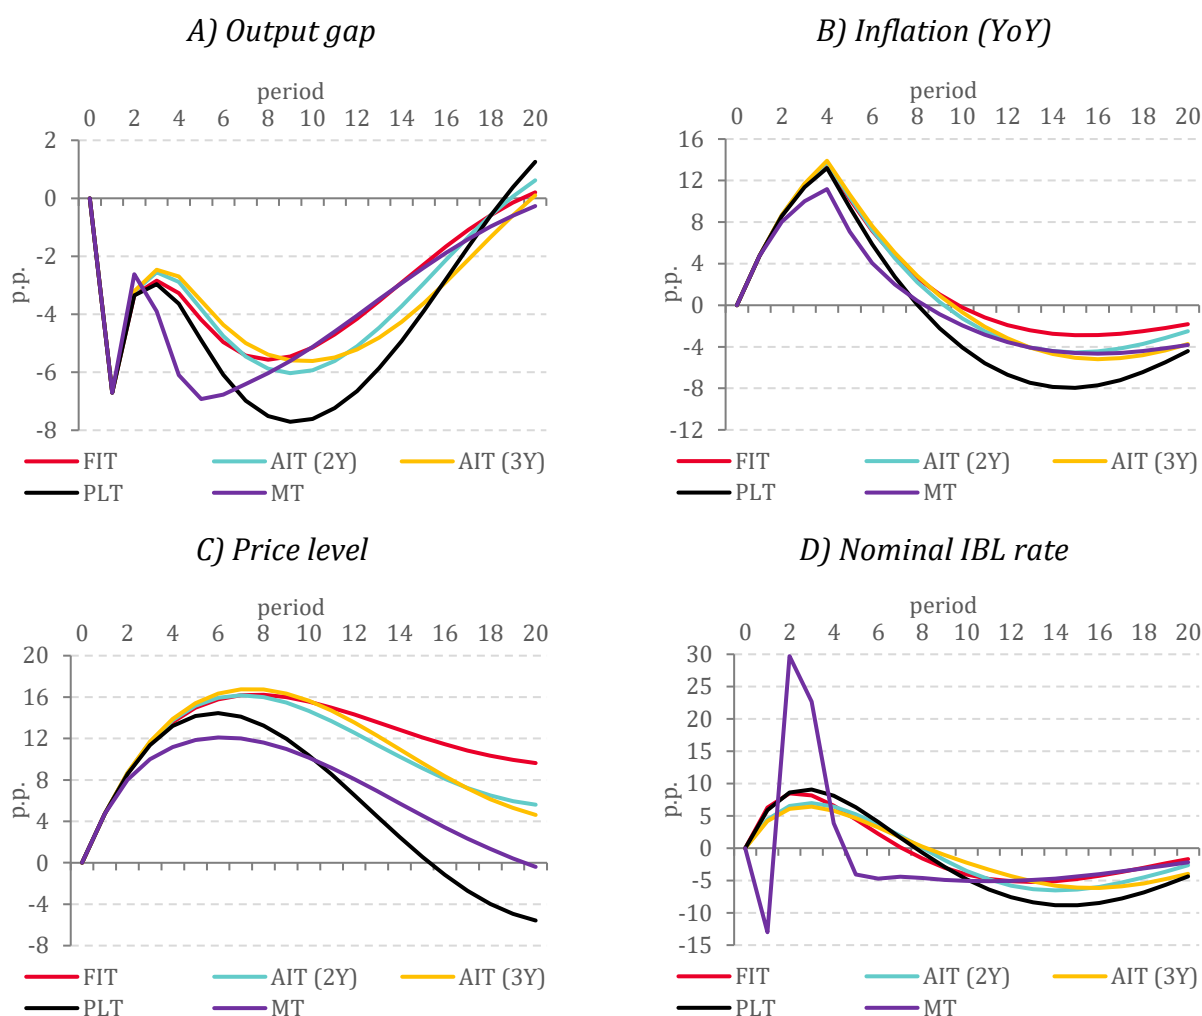 A) Output gap
period
0 2 4 6 8 10 12 14 16 18 20
2
0
-2
-4
-6
-8
p.p.
FIT AIT (2Y) AIT (3Y)
PLT MT
B) Inflation (YoY)
period
0 2 4 6 8 10 12 14 16 18 20
16
12
8
4
0
-4
-8
-12
p.p.
FIT AIT (2Y) AIT (3Y)
PLT MT
C) Price level
period
0 2 4 6 8 10 12 14 16 18 20
20
16
12
8
4
0
-4
-8
p.p.
FIT AIT (2Y) AIT (3Y)
PLT MT
D) Nominal IBL rate
period
0 2 4 6 8 10 12 14 16 18 20
30
25
20
15
10
5
0
-5
-10
-15
p.p.
FIT AIT (2Y) AIT (3Y)
PLT MT